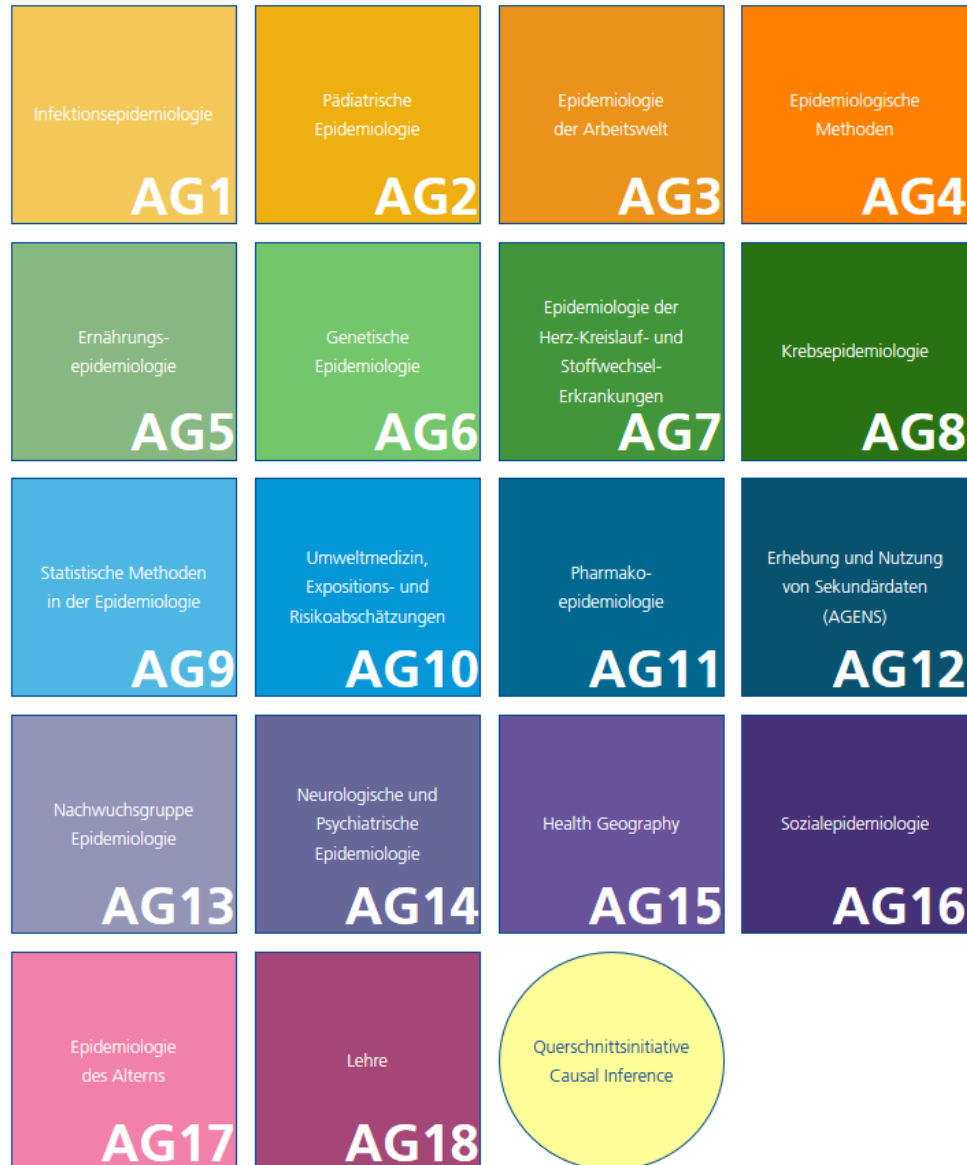 Infektionsepidemiologie
AG1
Pädiatrische
Epidemiologie
AG2
Epidemiologie
der Arbeitswelt
AG3
Epidemiologische
Methoden
AG4
Ernährungs-
epidemiologie
AG5
Genetische
Epidemiologie
AG6
Epidemiologie der
Herz-Kreislauf- und
Stoffwechsel-
Erkrankungen
AG7
Krebsepidemiologie
AG8
Statistische Methoden
in der Epidemiologie
AG9
Umweltmedizin,
Expositions- und
Risikoabschätzungen
AG10
Pharmako-
epidemiologie
AG11
Erhebung und Nutzung
von Sekundärdaten
(AGENS)
AG12
Nachwuchsgruppe
Epidemiologie
AG13
Neurologische und
Psychiatrische
Epidemiologie
AG14
Health Geography
AG15
Sozialepidemiologie
AG16
Epidemiologie
des Alterns
AG17
Lehre
AG18
Querschnittsinitiative
Causal Inference